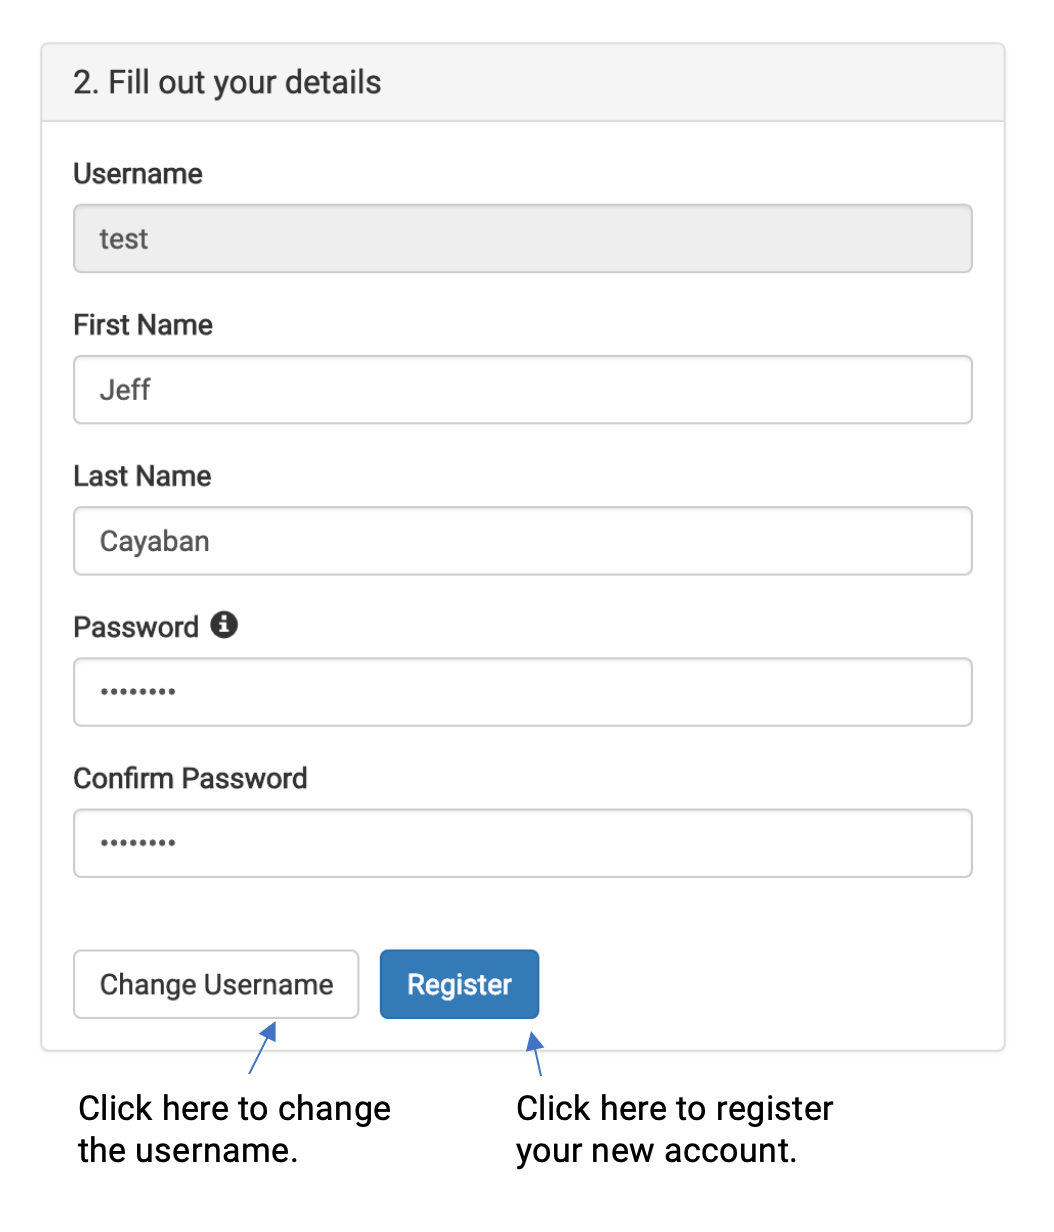 2. Fill out your details
Username
test
First Name
Jeff
Last Name
Cayaban
Password
••••••••
Confirm Password
••••••••
Change Username
Register
Click here to change
the username.
Click here to register
your new account.